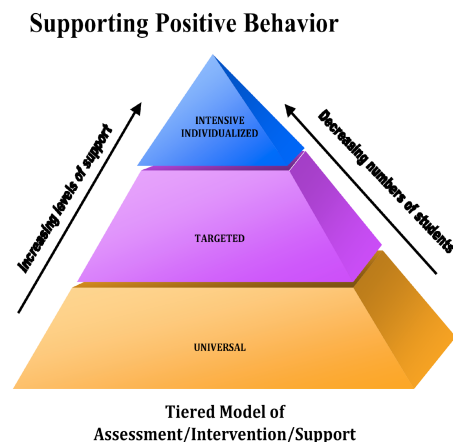 Supporting Positive Behavior
INTENSIVE
INDIVIDUALIZED
Increasing levels of support
Decreasing numbers of students
TARGETED
UNIVERSAL
Tiered Model of
Assessment/Intervention/Support